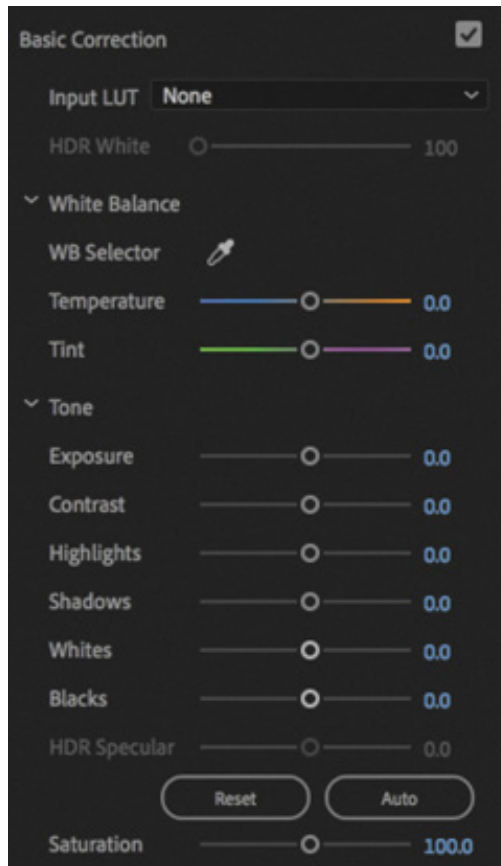 Basic Correction
Input LUT None
HDR White 100
White Balance
WB Selector
Temperature 0.0
Tint 0.0
Tone
Exposure 0.0
Contrast 0.0
Highlights 0.0
Shadows 0.0
Whites 0.0
Blacks 0.0
HDR Specular 0.0
Reset Auto
Saturation 100.0